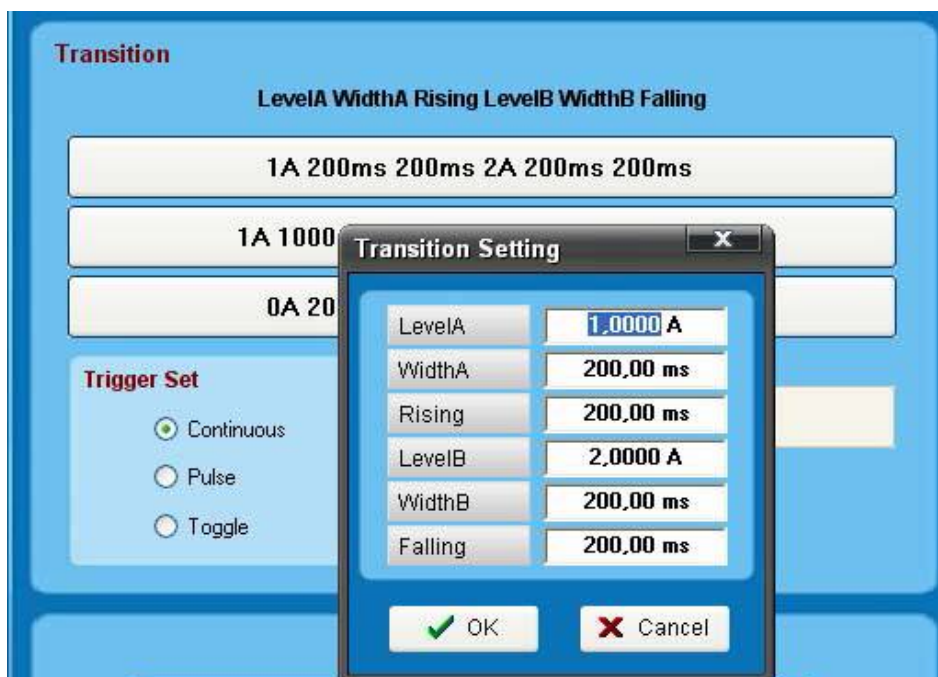 Transition
LevelA WidthA Rising LevelB WidthB Falling
1A 200ms 200ms 2A 200ms 200ms
1A 1000
0A 20
Transition Setting
LevelA 1,0000 A
WidthA 200,00 ms
Rising 200,00 ms
LevelB 2,0000 A
WidthB 200,00 ms
Falling 200,00 ms
OK Cancel
Trigger Set
Continuous
Pulse
Toggle